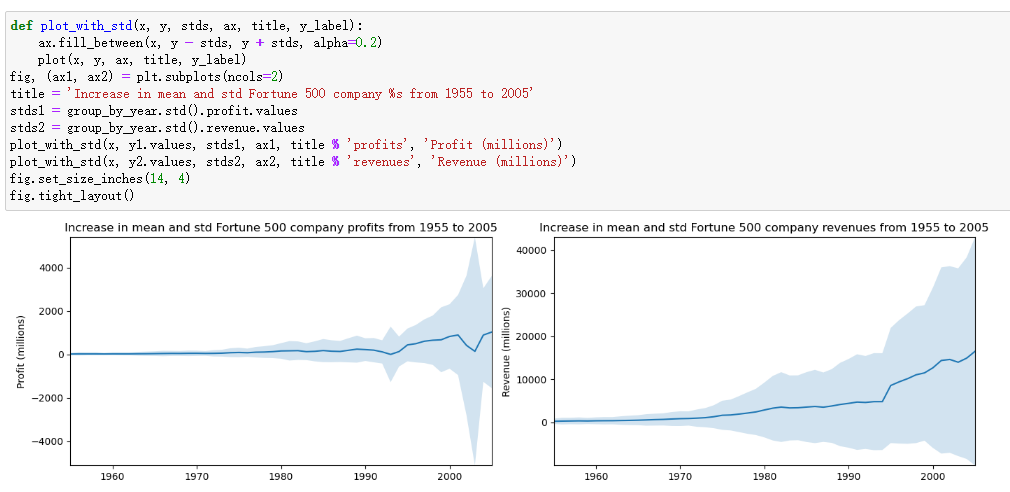 def plot_with_std(x, y, stds, ax, title, y_label):
    ax.fill_between(x, y - stds, y + stds, alpha=0.2)
    plot(x, y, ax, title, y_label)
fig, (ax1, ax2) = plt.subplots(ncols=2)
title = 'Increase in mean and std Fortune 500 company %s from 1955 to 2005'
stds1 = group_by_year.std().profit.values
stds2 = group_by_year.std().revenue.values
plot_with_std(x, y1.values, stds1, ax1, title % 'profits', 'Profit (millions)')
plot_with_std(x, y2.values, stds2, ax2, title % 'revenues', 'Revenue (millions)')
fig.set_size_inches(14, 4)
fig.tight_layout()
Increase in mean and std Fortune 500 company profits from 1955 to 2005
Profit (millions)
4000
2000
0
−2000
−4000
1960 1970 1980 1990 2000
Increase in mean and std Fortune 500 company revenues from 1955 to 2005
Revenue (millions)
40000
30000
20000
10000
0
1960 1970 1980 1990 2000